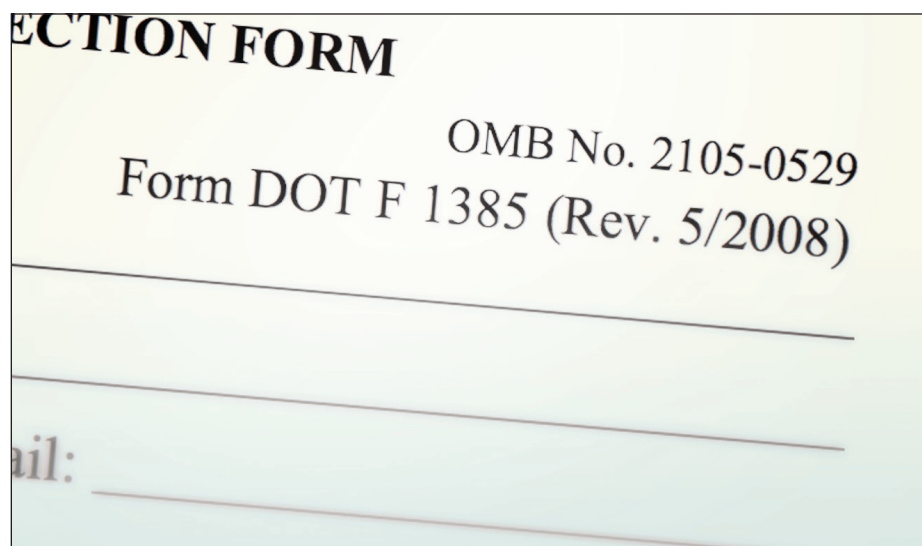 ECTION FORM
OMB No. 2105-0529
Form DOT F 1385 (Rev. 5/2008)
ail: